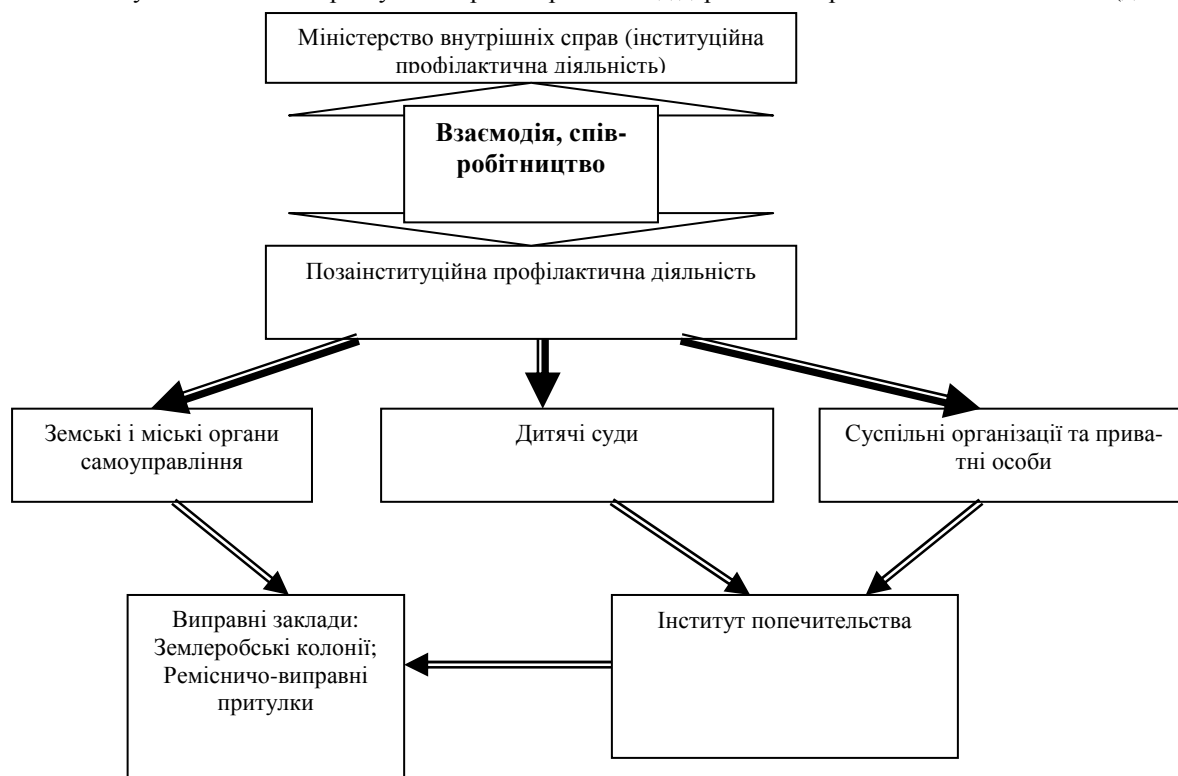 Міністерство внутрішніх справ (інституційна
профілактична діяльність)
Взаємодія, спів-
робітництво
Позаінституційна профілактична діяльність
Земські і міські органи
самоуправління
Дитячі суди
Суспільні організації та прива-
тні особи
Виправні заклади:
Землеробські колонії;
Ремісничо-виправні
притулки
Інститут попечительства